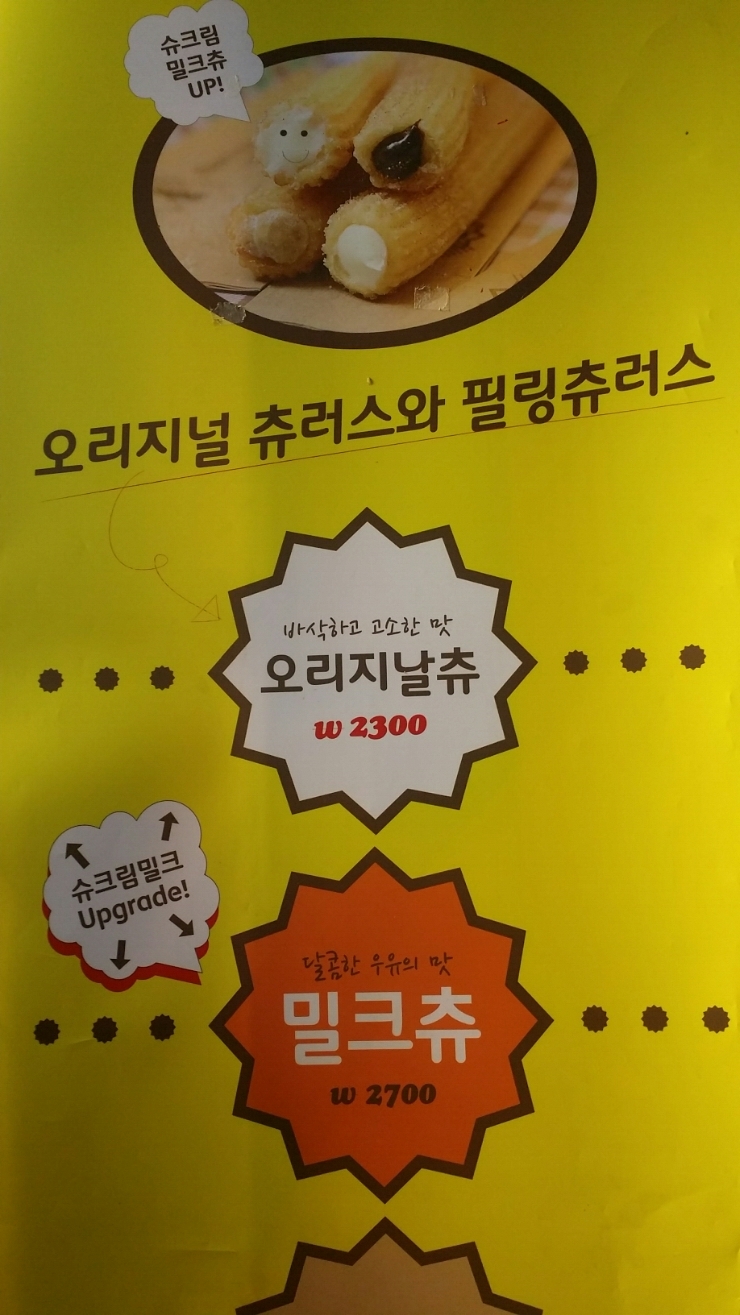 슈크림
밀크츄
UP!
오리지널 츄러스와 필링츄러스
바삭하고 고소한 맛
오리지날츄
w 2300
슈크림밀크
Upgrade!
달콤한 우유의 맛
밀크츄
w 2700